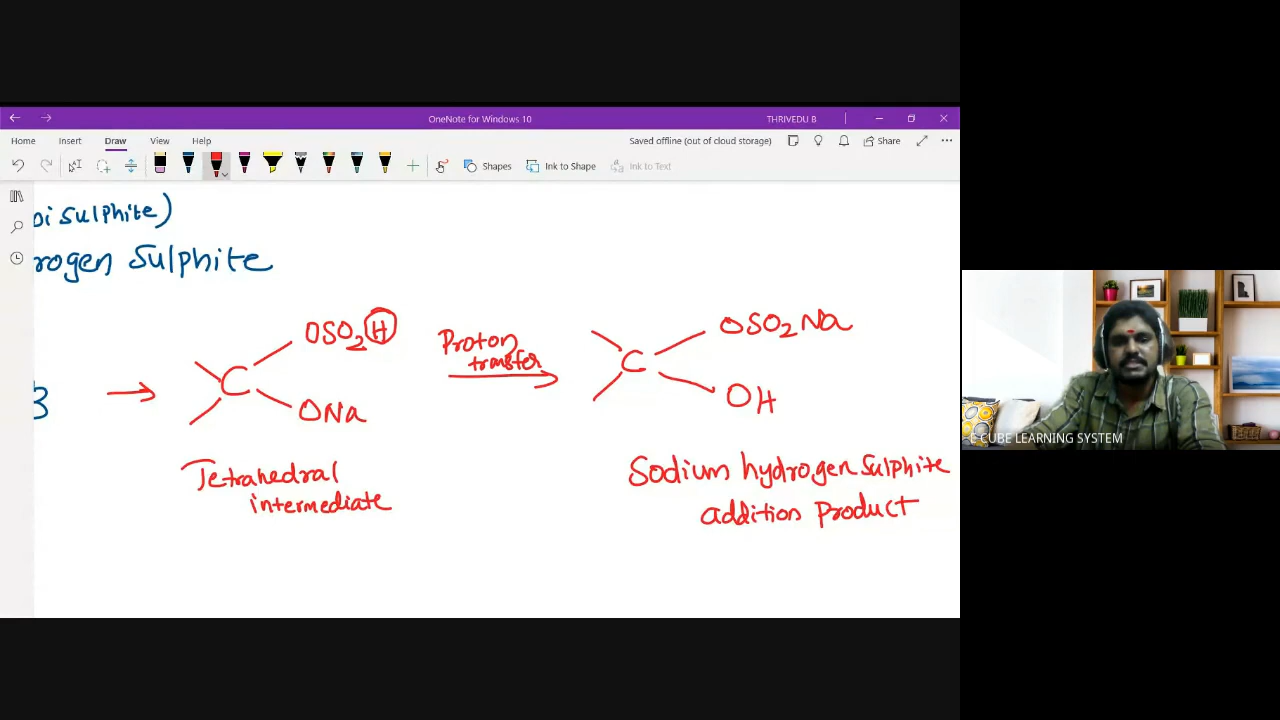 OneNote for Windows 10
THRIVEDU B
Home Insert Draw View Help
Saved offline (out of cloud storage)
Share
Shapes
Ink to Shape
Ink to Text
oi sulphite)
rogen Sulphite
OSO2H
C
ONa
Proton
transfer
OSO2Na
C
OH
3
Tetrahedral
intermediate
Sodium hydrogen Sulphite
addition Product
E CUBE LEARNING SYSTEM